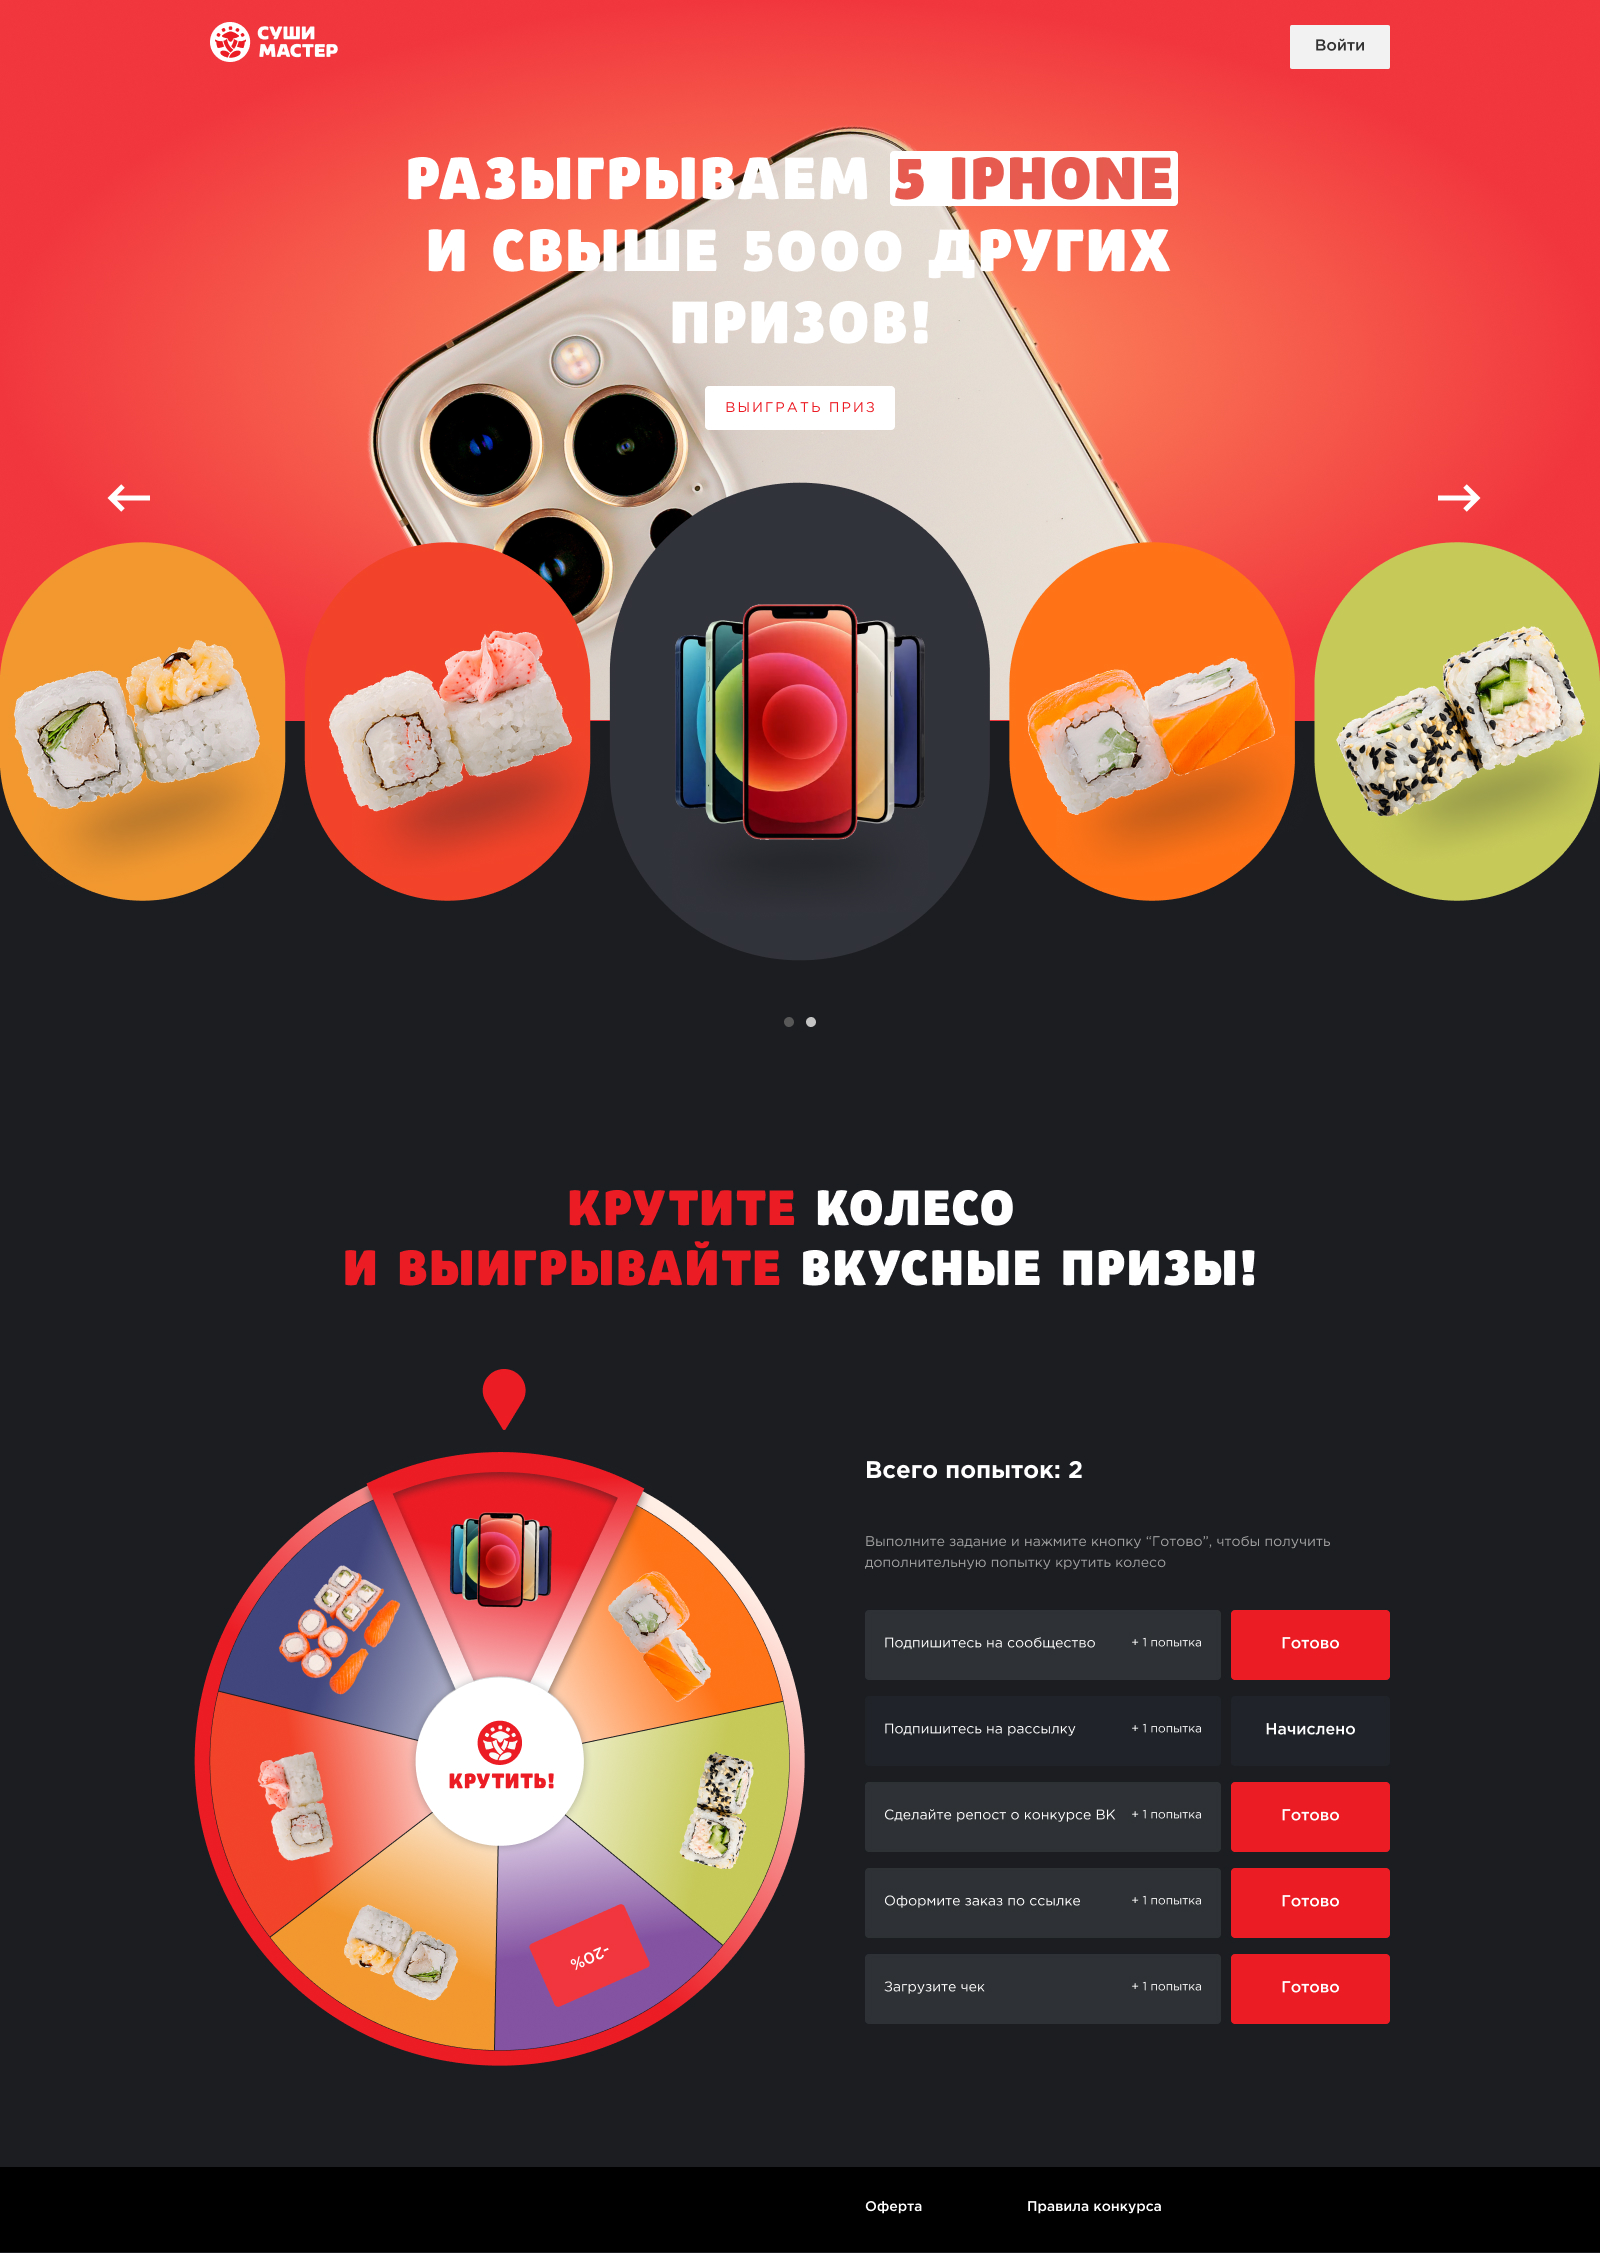 СУШИ
МАСТЕР
Войти
РАЗЫГРЫВАЕМ 5 IPHONE
И СВЫШЕ 5000 ДРУГИХ
ПРИЗОВ!
ВЫИГРАТЬ ПРИЗ
КРУТИТЕ КОЛЕСО
И ВЫИГРЫВАЙТЕ ВКУСНЫЕ ПРИЗЫ!
КРУТИТЬ!
-20%
Всего попыток: 2
Выполните задание и нажмите кнопку “Готово”, чтобы получить
дополнительную попытку крутить колесо
Подпишитесь на сообщество + 1 попытка Готово
Подпишитесь на рассылку + 1 попытка Начислено
Сделайте репост о конкурсе ВК + 1 попытка Готово
Оформите заказ по ссылке + 1 попытка Готово
Загрузите чек + 1 попытка Готово
Оферта Правила конкурса